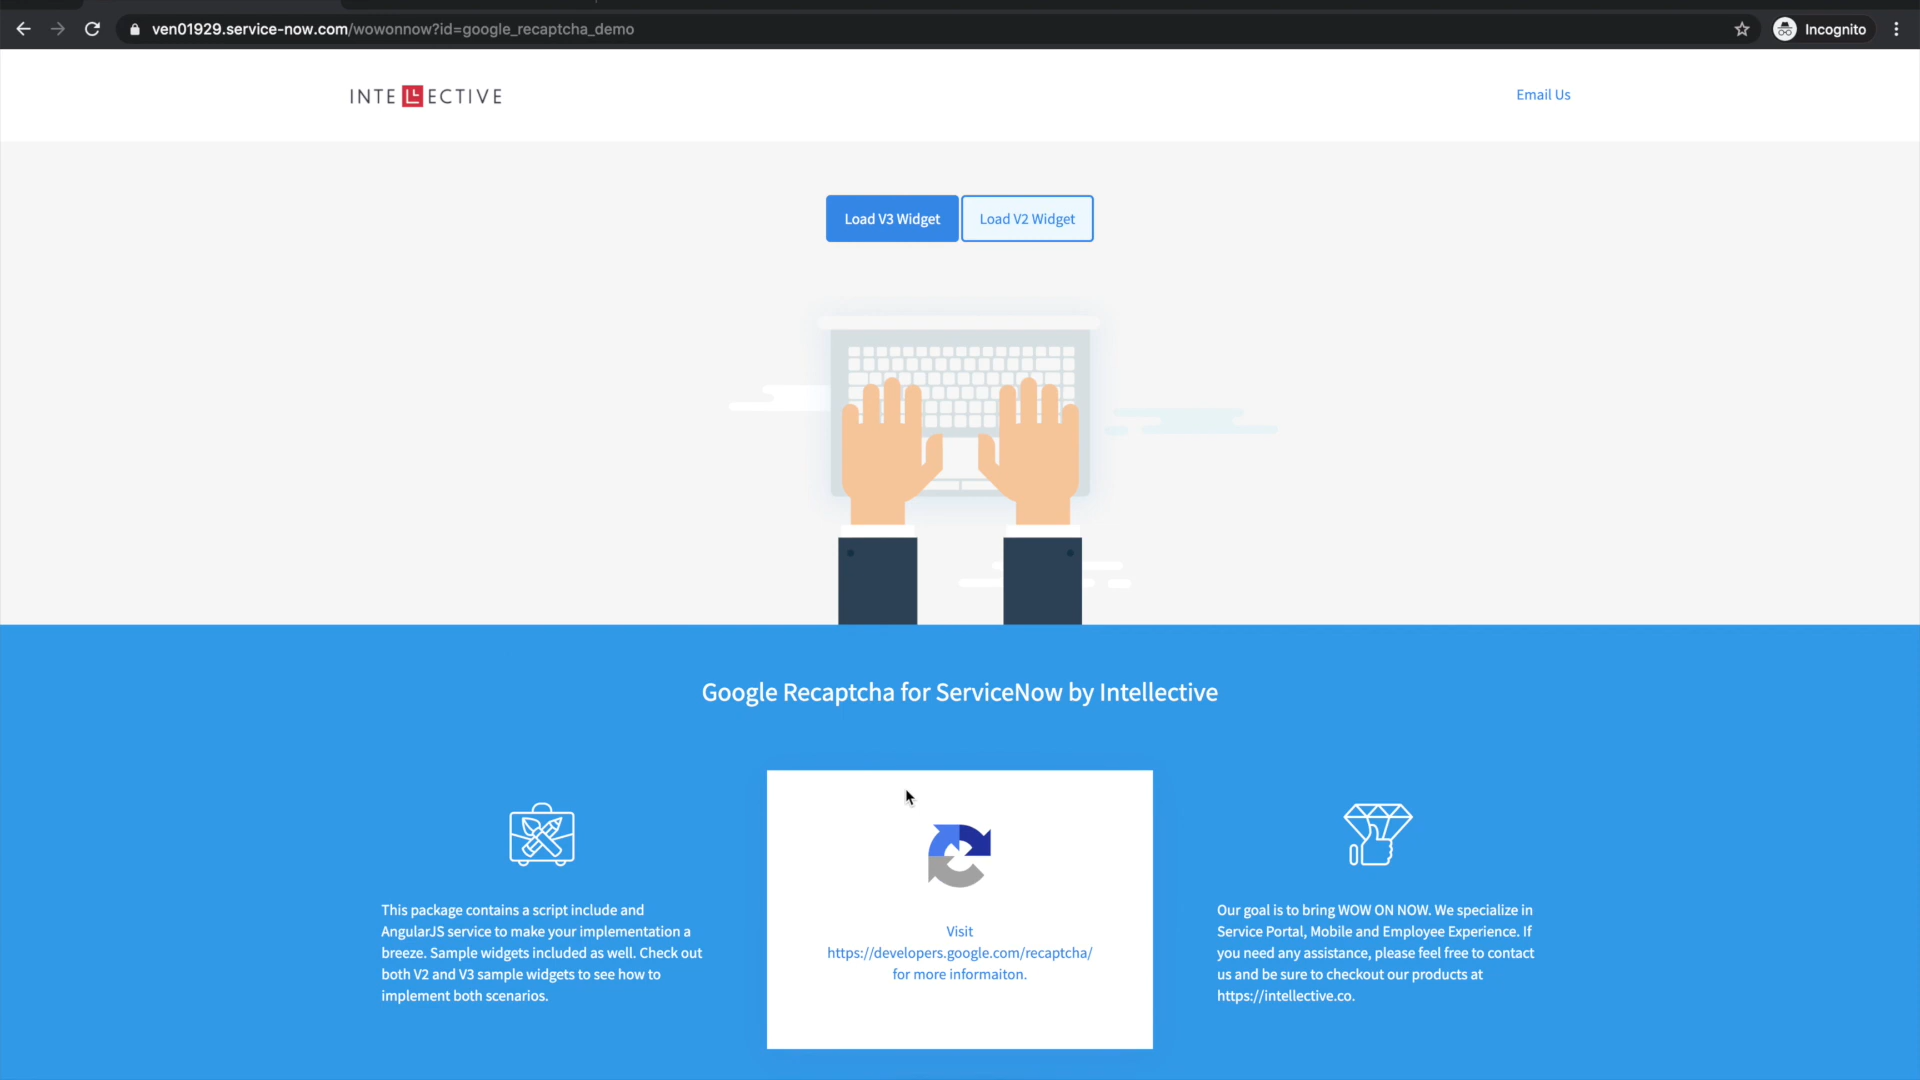 ven01929.service-now.com/wowonnow?id=google_recaptcha_demo
Incognito
INTELLECTIVE
Email Us
Load V3 Widget
Load V2 Widget
Google Recaptcha for ServiceNow by Intellective
This package contains a script include and
AngularJS service to make your implementation a
breeze. Sample widgets included as well. Check out
both V2 and V3 sample widgets to see how to
implement both scenarios.
Visit
https://developers.google.com/recaptcha/
for more informaiton.
Our goal is to bring WOW ON NOW. We specialize in
Service Portal, Mobile and Employee Experience. If
you need any assistance, please feel free to contact
us and be sure to checkout our products at
https://intellective.co.